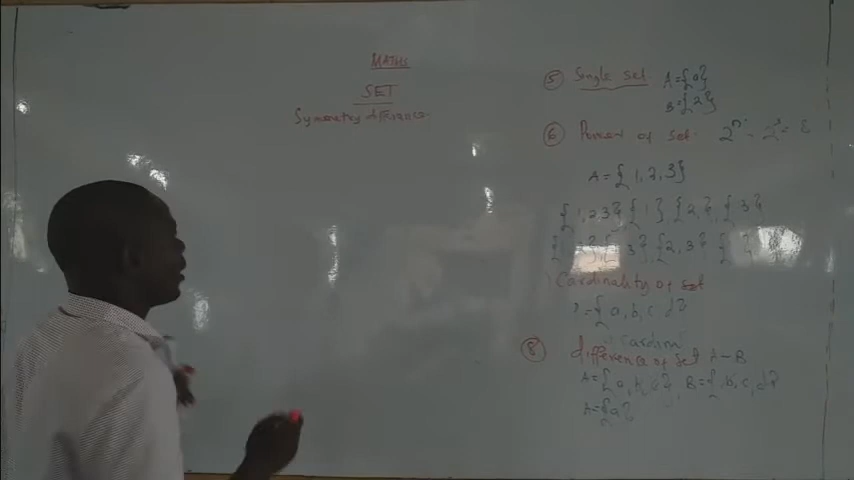 MATHS
SET
Symmetry difference
⑤ Single set A={a}
B={2}
⑥ Power of set 2ⁿ = 2³ = 8
A={1,2,3}
{1,2,3} {1} {2} {3}
3} {2,3} { }
Cardinality of set
={a,b,c,d}
⑧ difference of set A-B
A={a,b,c}, B={b,c,d}
A={a}